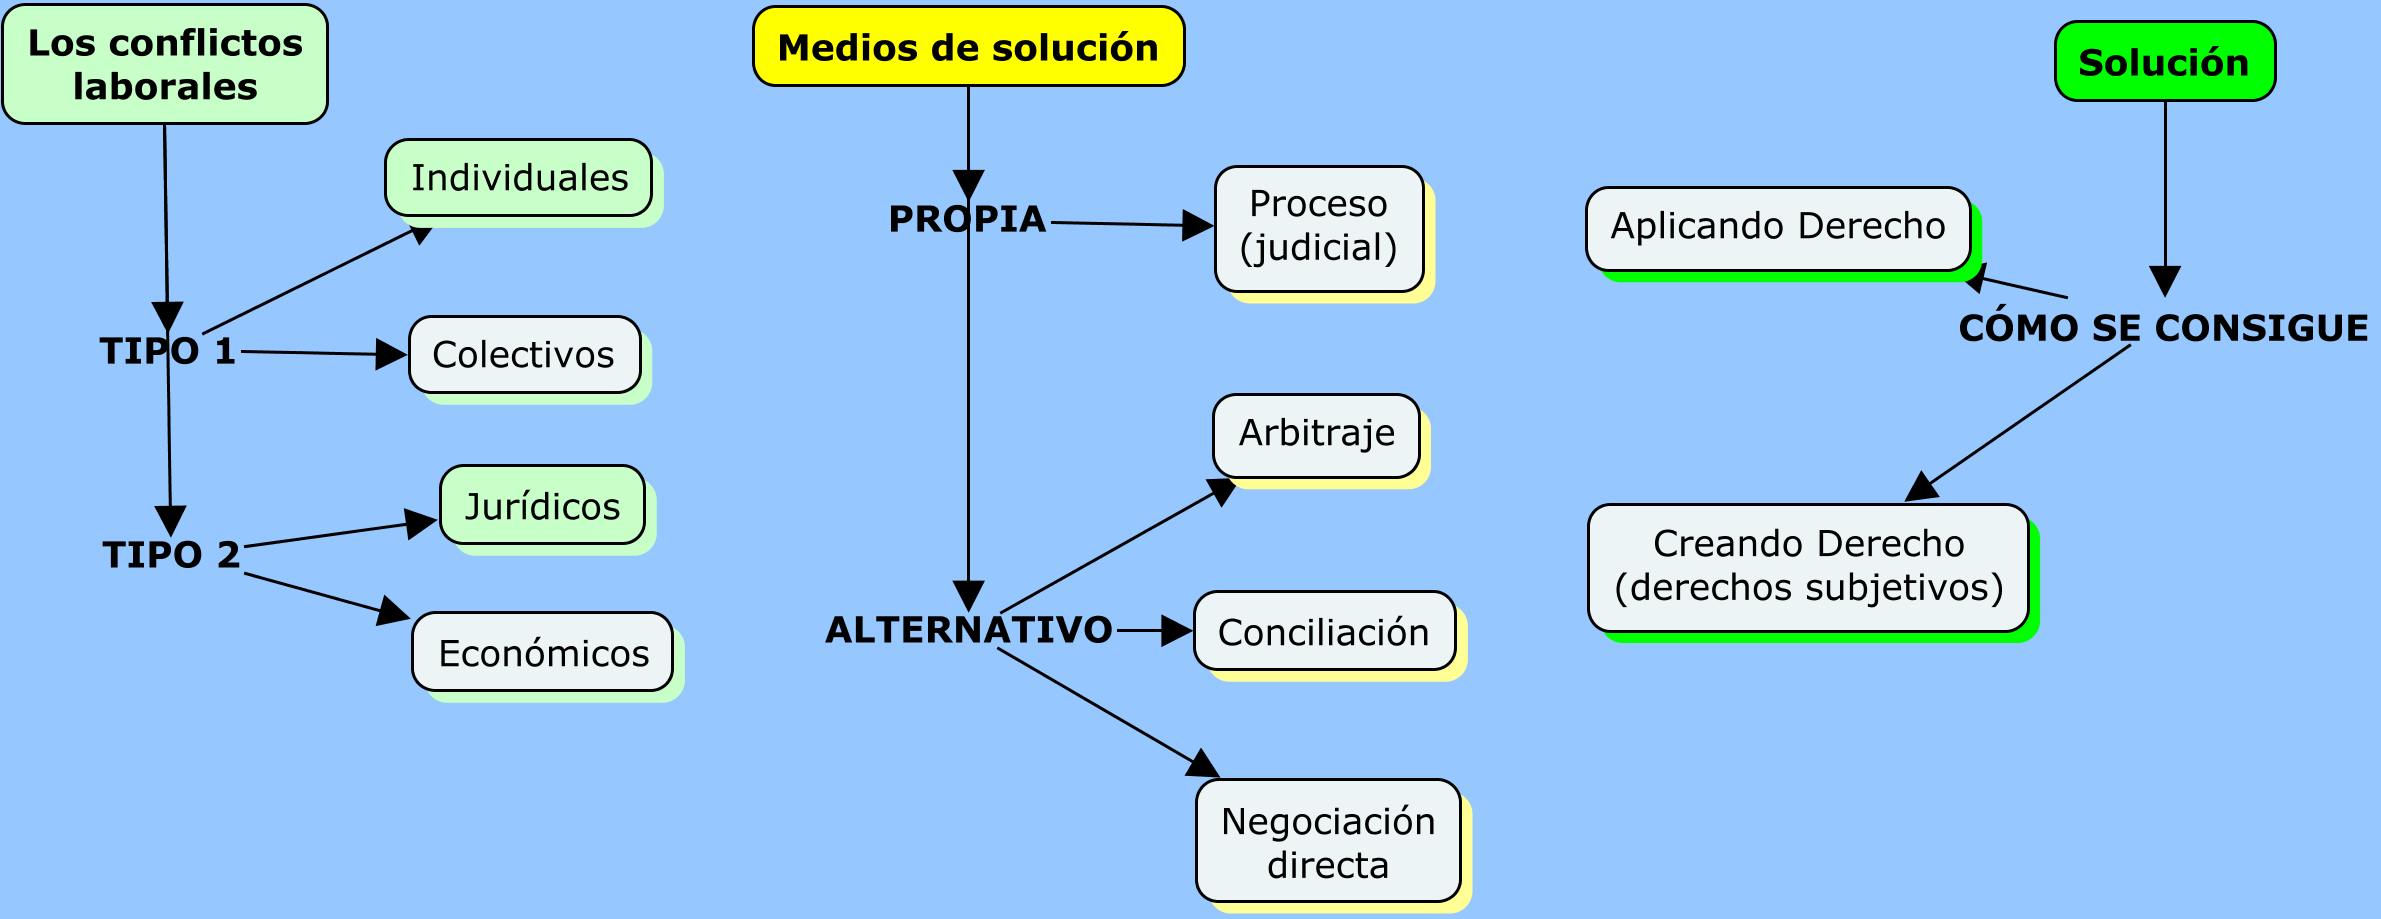 Los conflictos
laborales
Individuales
TIPO 1
Colectivos
Jurídicos
TIPO 2
Económicos
Medios de solución
PROPIA
Proceso
(judicial)
Arbitraje
ALTERNATIVO
Conciliación
Negociación
directa
Solución
Aplicando Derecho
CÓMO SE CONSIGUE
Creando Derecho
(derechos subjetivos)